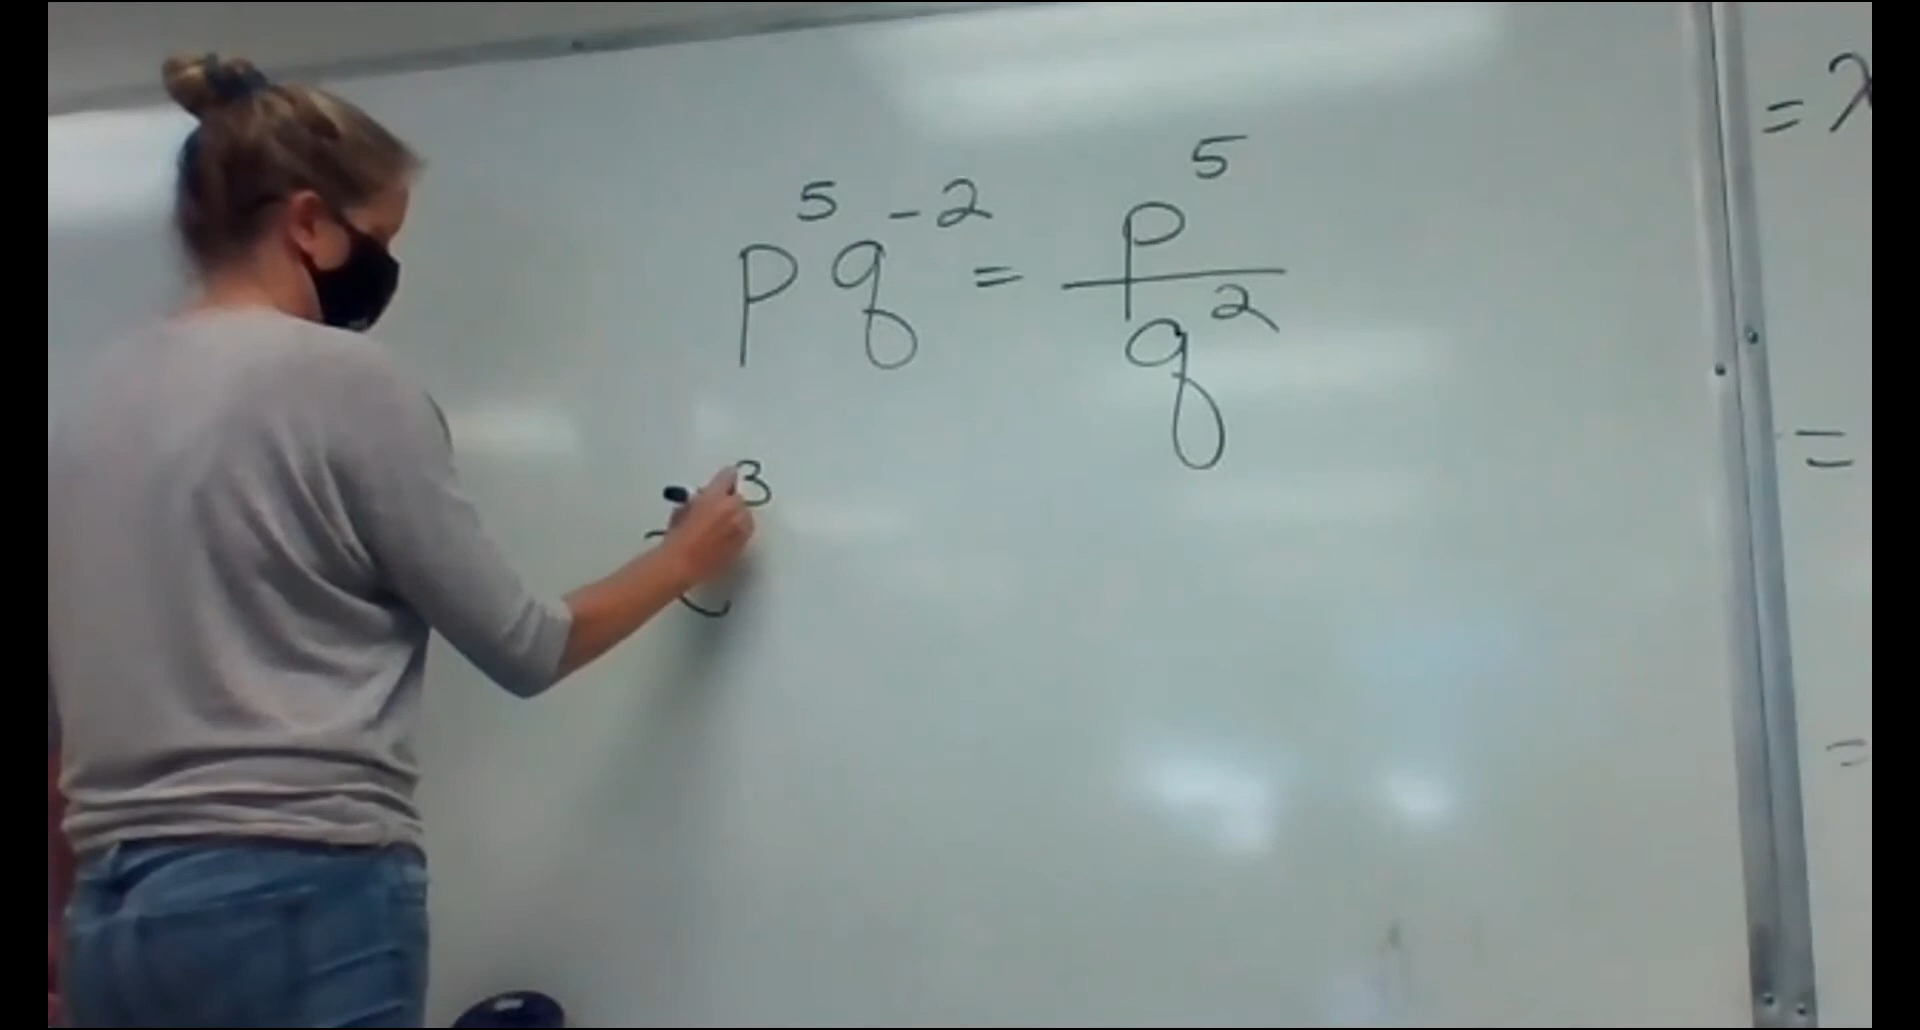 p⁵q⁻² = p⁵/q²
3
=
=
=